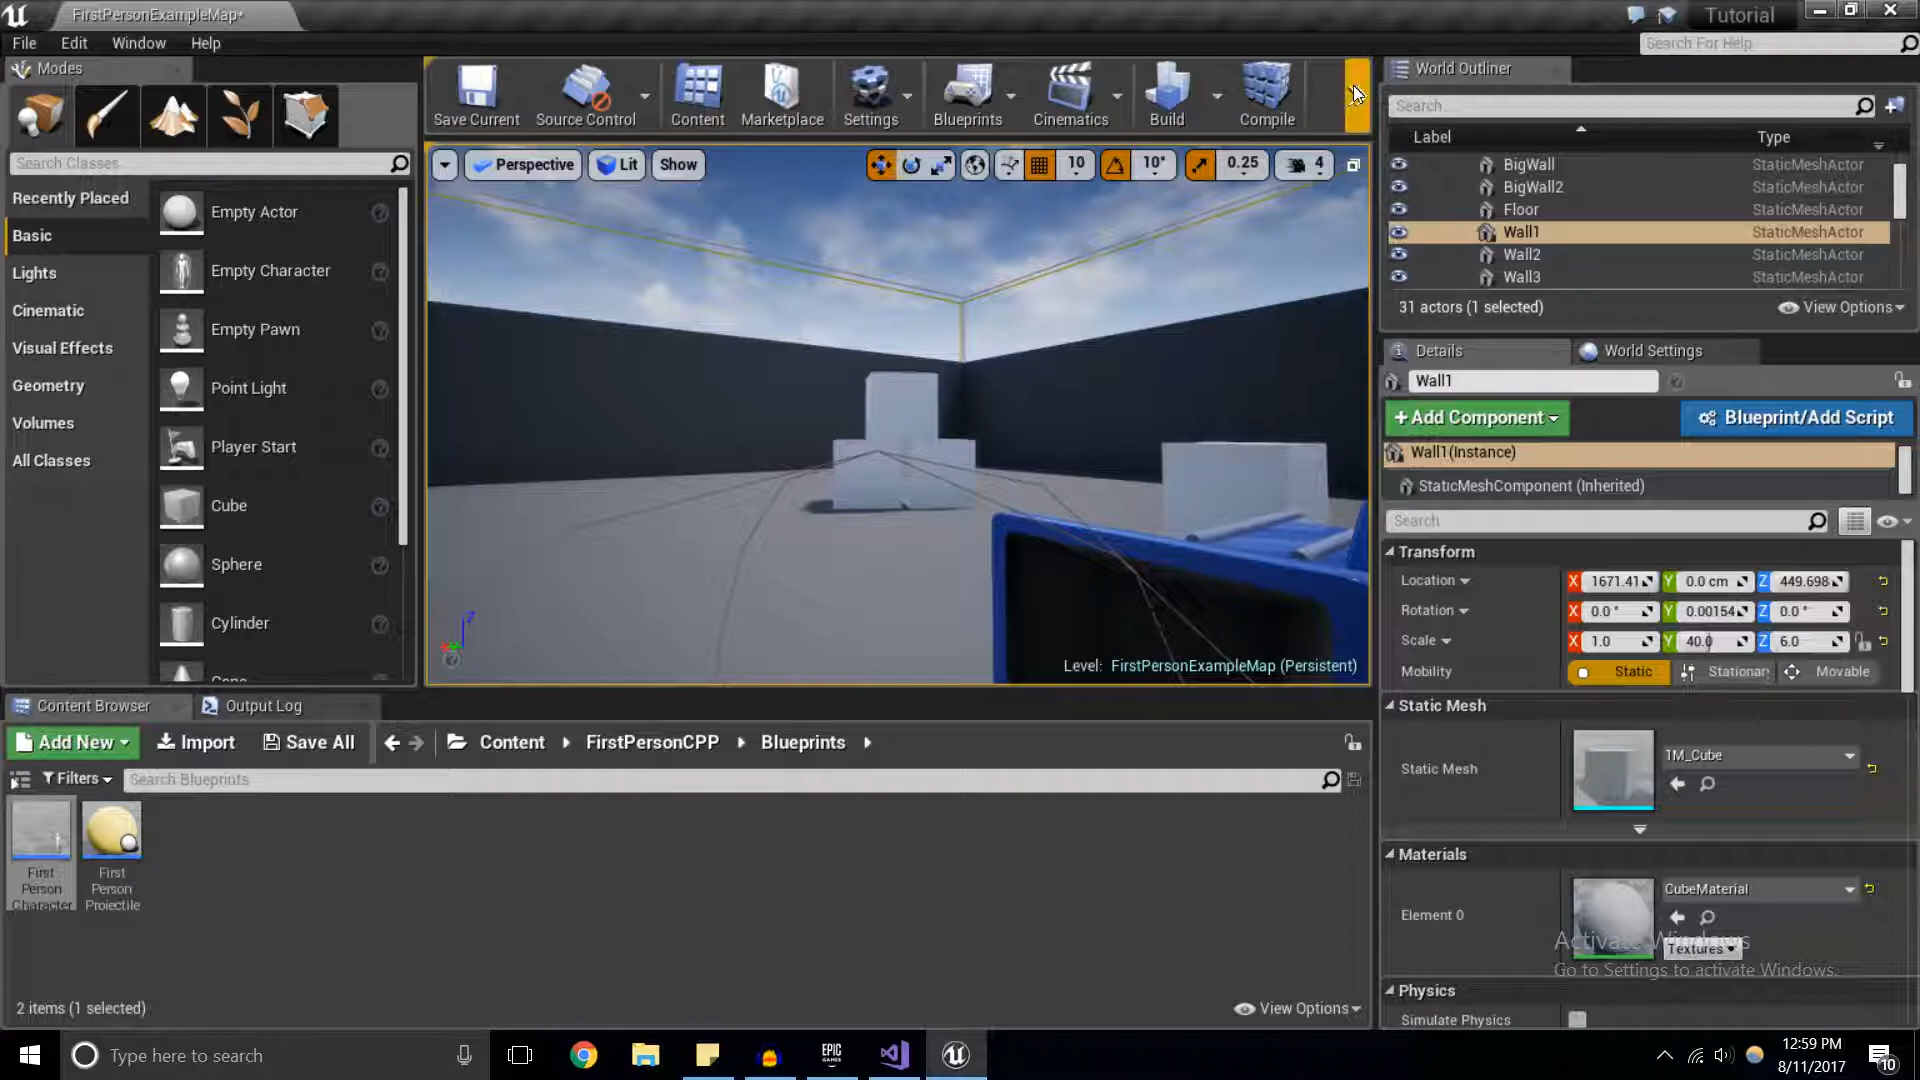 FirstPersonExampleMap*
Tutorial
File Edit Window Help
Search For Help
Modes
Search Classes
Recently Placed
Basic
Lights
Cinematic
Visual Effects
Geometry
Volumes
All Classes
Empty Actor
Empty Character
Empty Pawn
Point Light
Player Start
Cube
Sphere
Cylinder
Cone
Save Current
Source Control
Content
Marketplace
Settings
Blueprints
Cinematics
Build
Compile
Perspective
Lit
Show
10
10°
0.25
4
Level: FirstPersonExampleMap (Persistent)
World Outliner
Search...
Label Type
BigWall StaticMeshActor
BigWall2 StaticMeshActor
Floor StaticMeshActor
Wall1 StaticMeshActor
Wall2 StaticMeshActor
Wall3 StaticMeshActor
31 actors (1 selected)
View Options
Details
World Settings
Wall1
+Add Component
Blueprint/Add Script
Wall1(Instance)
StaticMeshComponent (Inherited)
Search
Transform
Location X 1671.41 Y 0.0 cm Z 449.698
Rotation X 0.0 ° Y 0.00154 Z 0.0 °
Scale X 1.0 Y 40.0 Z 6.0
Mobility Static Stationary Movable
Static Mesh
Static Mesh
1M_Cube
Materials
Element 0
CubeMaterial
Textures
Physics
Simulate Physics
Activate Windows
Go to Settings to activate Windows.
Content Browser
Output Log
Add New
Import
Save All
Content
FirstPersonCPP
Blueprints
Filters
Search Blueprints
First
Person
Character
First
Person
Projectile
2 items (1 selected)
View Options
Type here to search
EPIC
GAMES
12:59 PM
8/11/2017
10